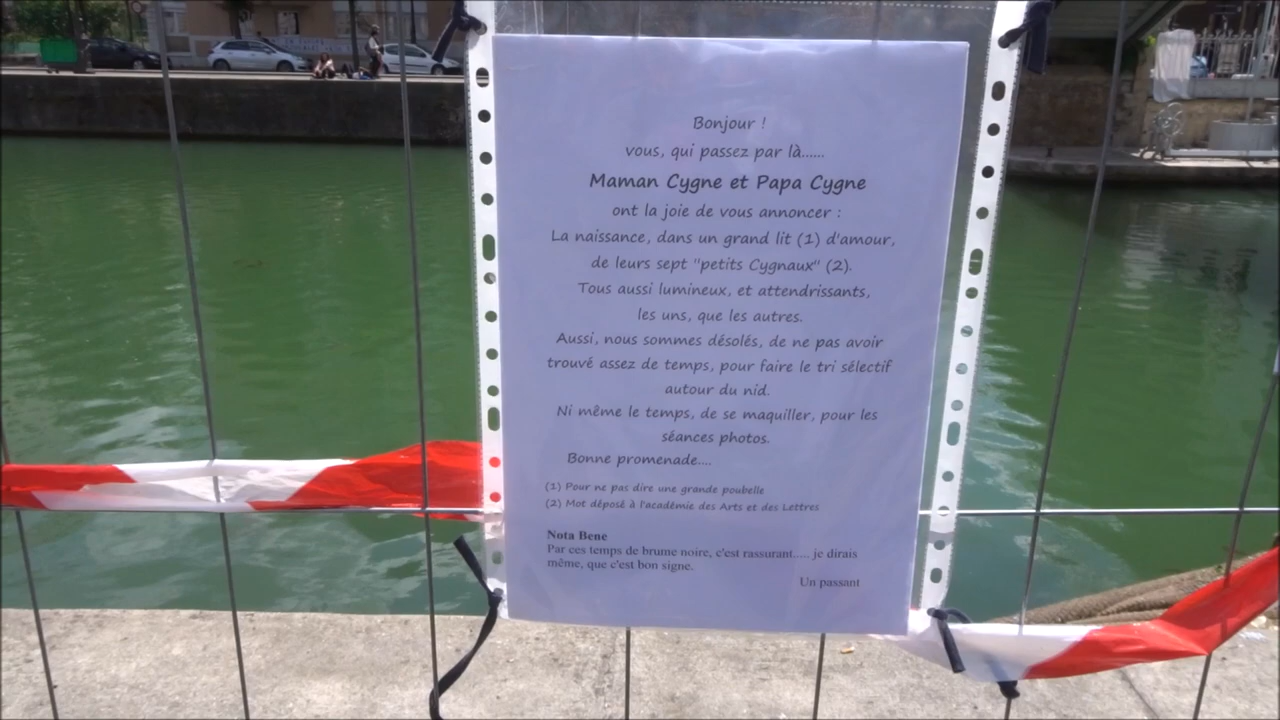 Bonjour !
vous, qui passez par là......
Maman Cygne et Papa Cygne
ont la joie de vous annoncer :
La naissance, dans un grand lit (1) d'amour,
de leurs sept "petits Cygnaux" (2).
Tous aussi lumineux, et attendrissants,
les uns, que les autres.
Aussi, nous sommes désolés, de ne pas avoir
trouvé assez de temps, pour faire le tri sélectif
autour du nid.
Ni même le temps, de se maquiller, pour les
séances photos.
Bonne promenade....
(1) Pour ne pas dire une grande poubelle
(2) Mot déposé à l'académie des Arts et des Lettres
Nota Bene
Par ces temps de brume noire, c'est rassurant..... je dirais
même, que c'est bon signe.
Un passant